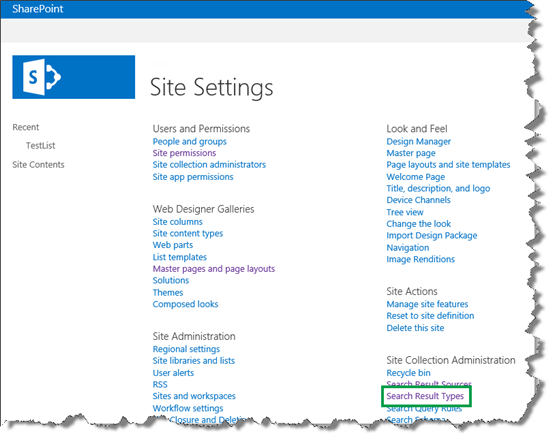 SharePoint
S
Site Settings
Recent
TestList
Site Contents
Users and Permissions
People and groups
Site permissions
Site collection administrators
Site app permissions
Web Designer Galleries
Site columns
Site content types
Web parts
List templates
Master pages and page layouts
Solutions
Themes
Composed looks
Site Administration
Regional settings
Site libraries and lists
User alerts
RSS
Sites and workspaces
Workflow settings
Closure and Deletion
Look and Feel
Design Manager
Master page
Page layouts and site templates
Welcome Page
Title, description, and logo
Device Channels
Tree view
Change the look
Import Design Package
Navigation
Image Renditions
Site Actions
Manage site features
Reset to site definition
Delete this site
Site Collection Administration
Recycle bin
Search Result Sources
Search Result Types
Search Query Rules
Search Schema